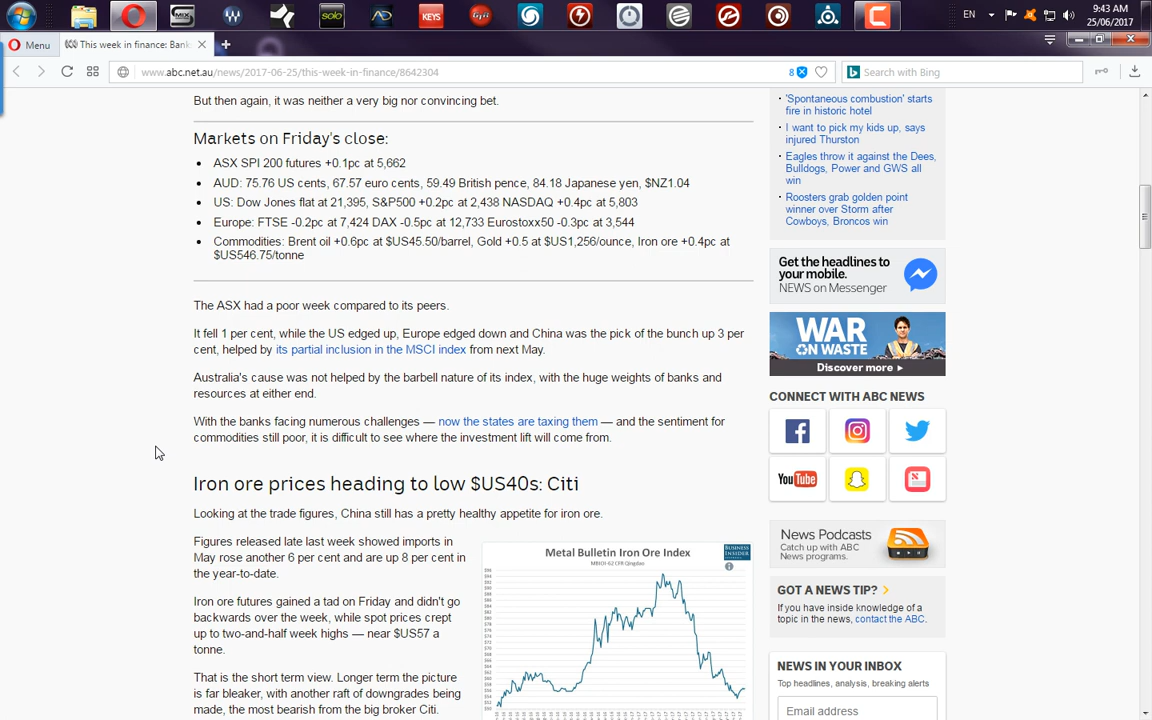 SOLO
AD
KEYS
EN
9:43 AM
25/06/2017
Menu
This week in finance: Bank
www.abc.net.au/news/2017-06-25/this-week-in-finance/8642304
8
Search with Bing
But then again, it was neither a very big nor convincing bet.
Markets on Friday's close:
• ASX SPI 200 futures +0.1pc at 5,662
• AUD: 75.76 US cents, 67.57 euro cents, 59.49 British pence, 84.18 Japanese yen, $NZ1.04
• US: Dow Jones flat at 21,395, S&P500 +0.2pc at 2,438 NASDAQ +0.4pc at 5,803
• Europe: FTSE -0.2pc at 7,424 DAX -0.5pc at 12,733 Eurostoxx50 -0.3pc at 3,544
• Commodities: Brent oil +0.6pc at $US45.50/barrel, Gold +0.5 at $US1,256/ounce, Iron ore +0.4pc at
$US546.75/tonne
The ASX had a poor week compared to its peers.
It fell 1 per cent, while the US edged up, Europe edged down and China was the pick of the bunch up 3 per
cent, helped by its partial inclusion in the MSCI index from next May.
Australia's cause was not helped by the barbell nature of its index, with the huge weights of banks and
resources at either end.
With the banks facing numerous challenges — now the states are taxing them — and the sentiment for
commodities still poor, it is difficult to see where the investment lift will come from.
Iron ore prices heading to low $US40s: Citi
Looking at the trade figures, China still has a pretty healthy appetite for iron ore.
Figures released late last week showed imports in
May rose another 6 per cent and are up 8 per cent in
the year-to-date.
Iron ore futures gained a tad on Friday and didn't go
backwards over the week, while spot prices crept
up to two-and-half week highs — near $US57 a
tonne.
That is the short term view. Longer term the picture
is far bleaker, with another raft of downgrades being
made, the most bearish from the big broker Citi.
Metal Bulletin Iron Ore Index
MBIOI-62 CFR Qingdao
BUSINESS
INSIDER
'Spontaneous combustion' starts
fire in historic hotel
I want to pick my kids up, says
injured Thurston
Eagles throw it against the Dees,
Bulldogs, Power and GWS all
win
Roosters grab golden point
winner over Storm after
Cowboys, Broncos win
Get the headlines to
your mobile.
NEWS on Messenger
WAR
ON WASTE
Discover more ▸
CONNECT WITH ABC NEWS
You Tube
News Podcasts
Catch up with ABC
News programs.
GOT A NEWS TIP?
If you have inside knowledge of a
topic in the news, contact the ABC.
NEWS IN YOUR INBOX
Top headlines, analysis, breaking alerts
Email address